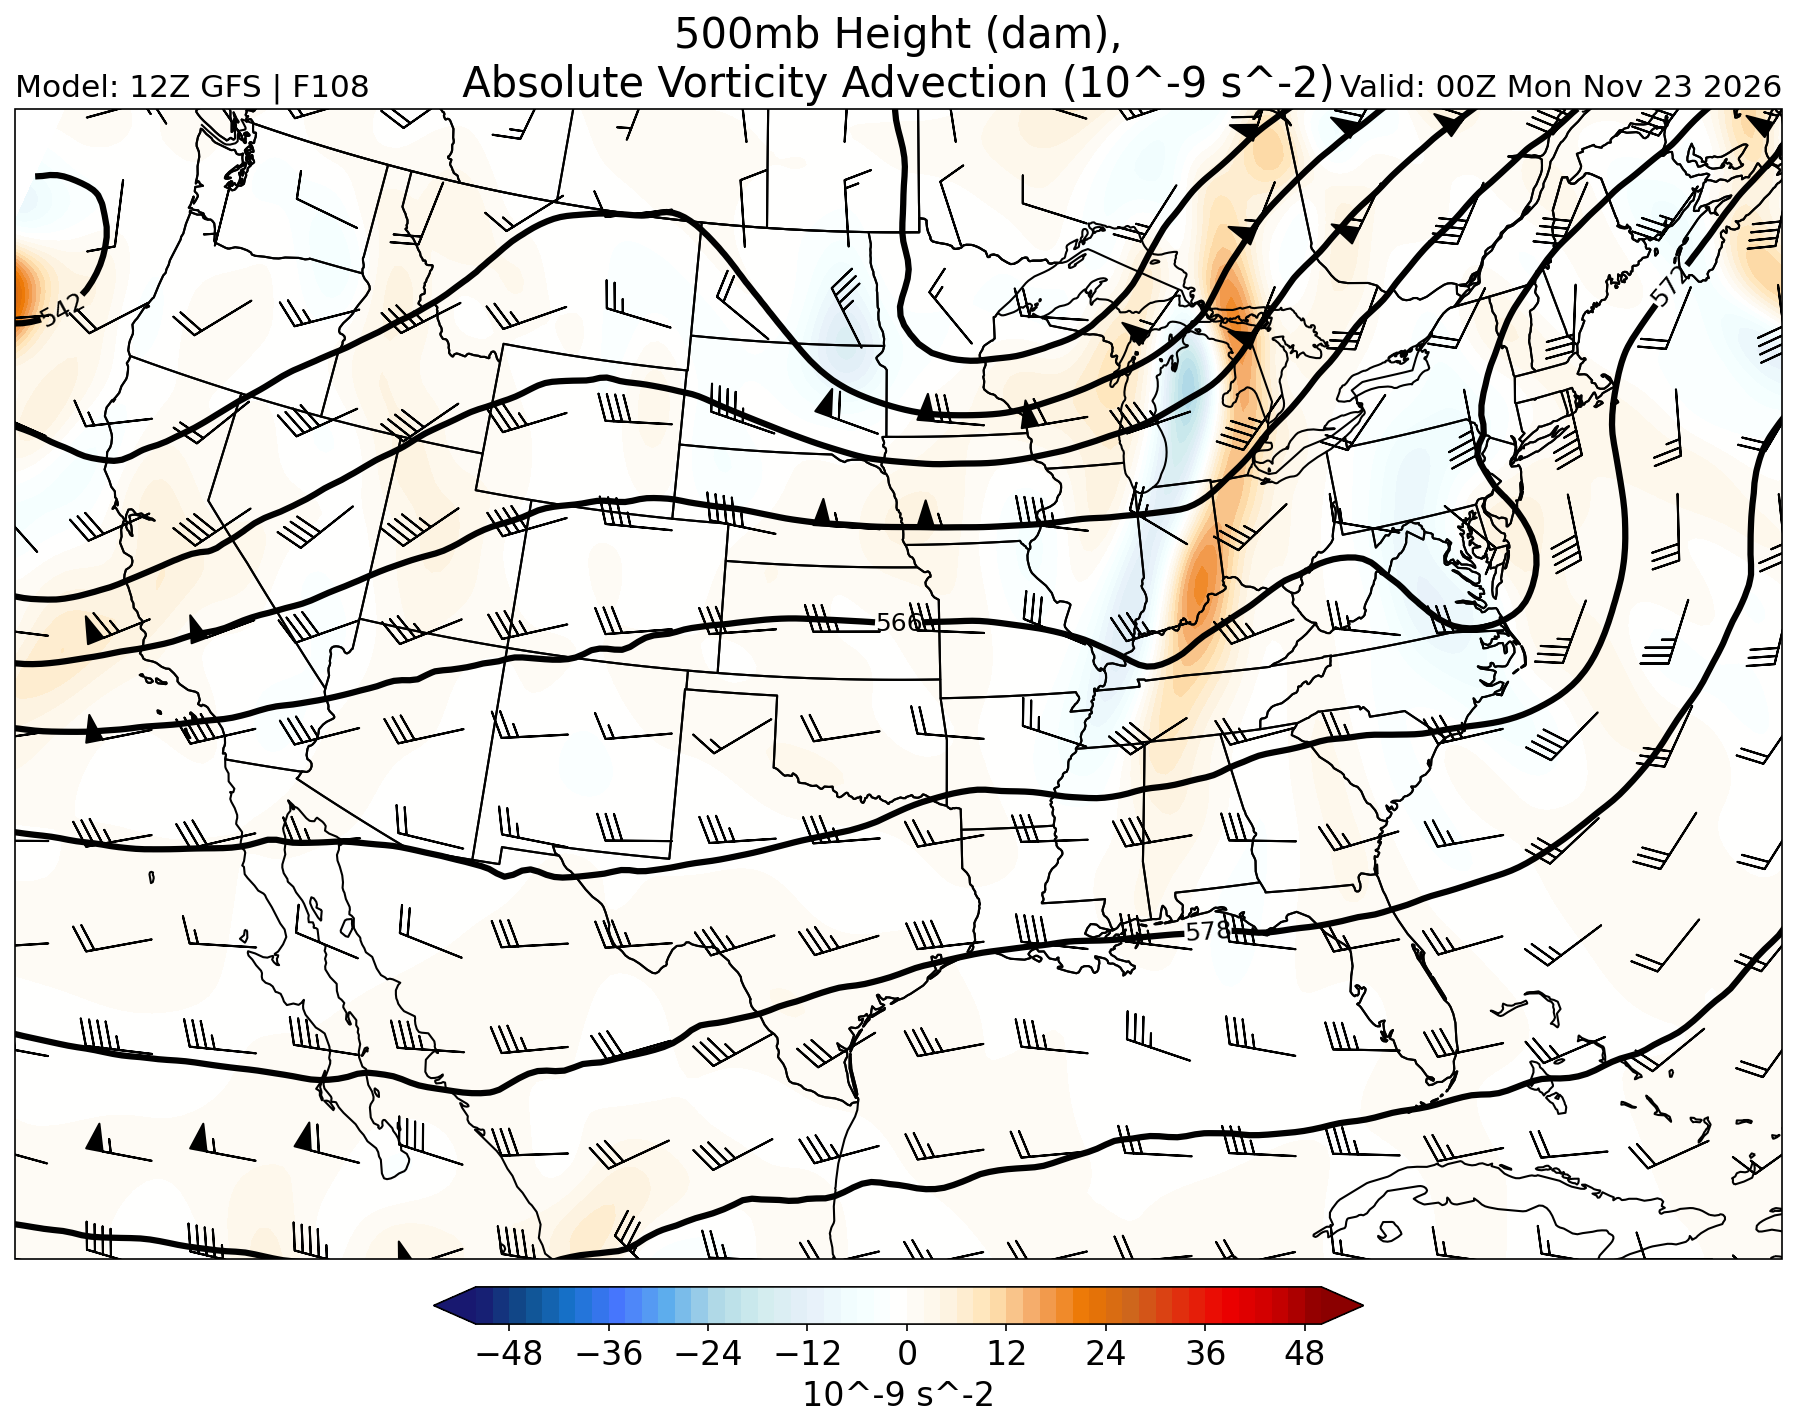 500mb Height (dam),
Model: 12Z GFS | F108
Absolute Vorticity Advection (10^-9 s^-2)
Valid: 00Z Mon Nov 23 2026
542
572
566
578
−48 −36 −24 −12 0 12 24 36 48
10^-9 s^-2